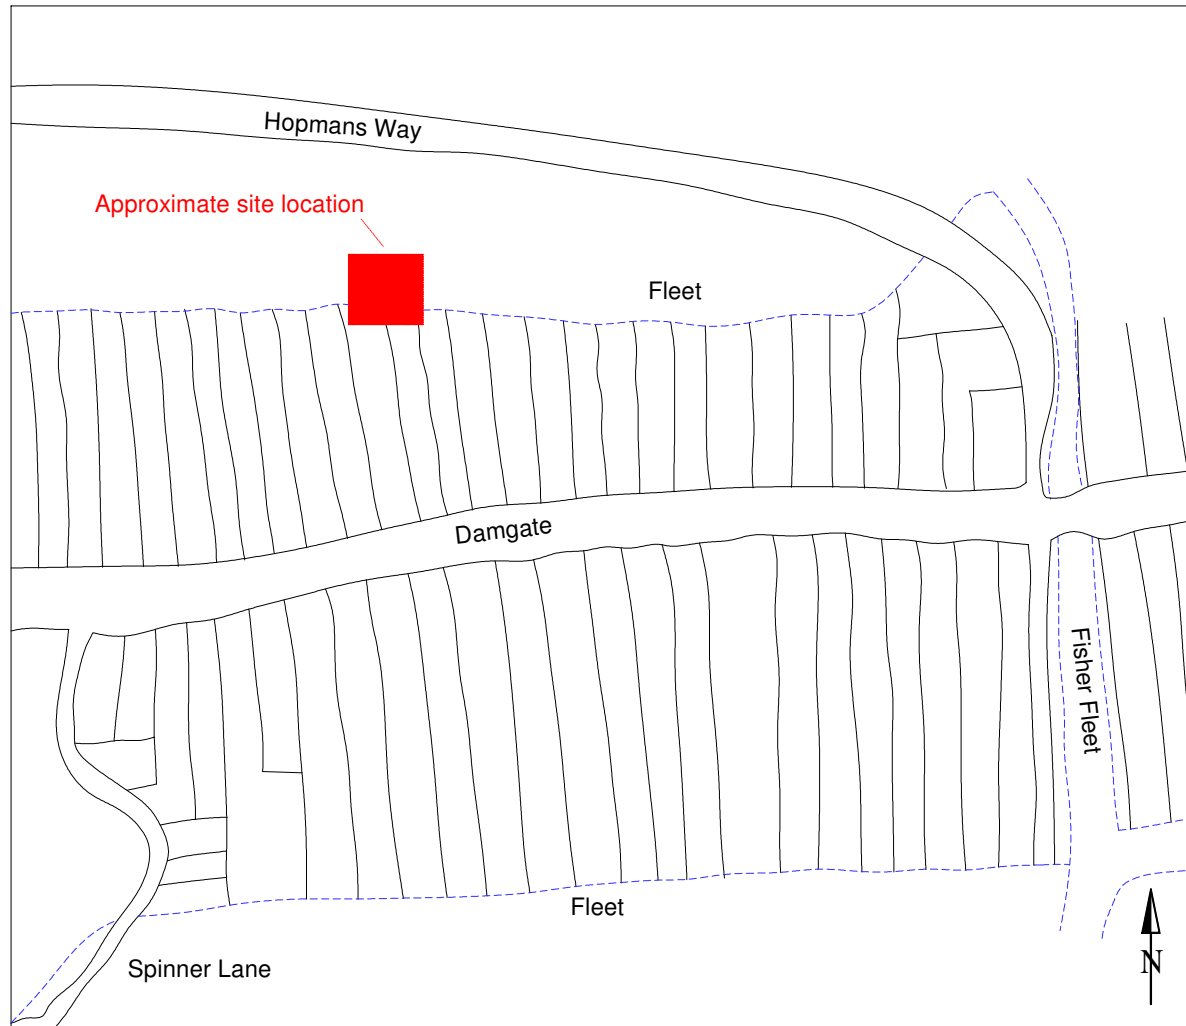 Hopmans Way
Approximate site location
Fleet
Damgate
Fisher Fleet
Fleet
Spinner Lane
N